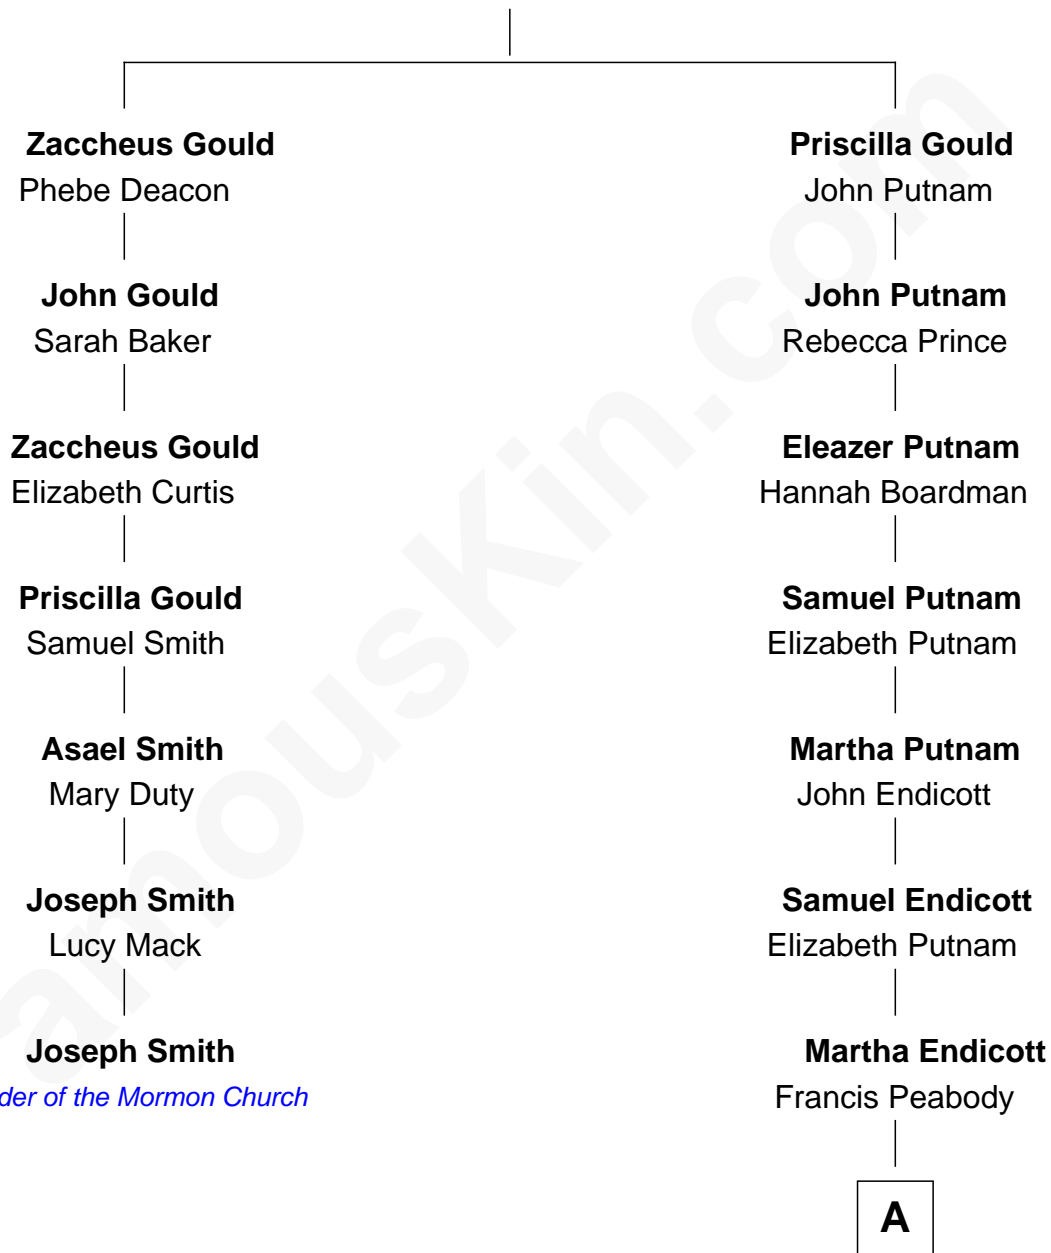 Zaccheus Gould
Phebe Deacon
John Gould
Sarah Baker
Zaccheus Gould
Elizabeth Curtis
Priscilla Gould
Samuel Smith
Asael Smith
Mary Duty
Joseph Smith
Lucy Mack
Joseph Smith
der of the Mormon Church
Priscilla Gould
John Putnam
John Putnam
Rebecca Prince
Eleazer Putnam
Hannah Boardman
Samuel Putnam
Elizabeth Putnam
Martha Putnam
John Endicott
Samuel Endicott
Elizabeth Putnam
Martha Endicott
Francis Peabody
A
amouskin.com